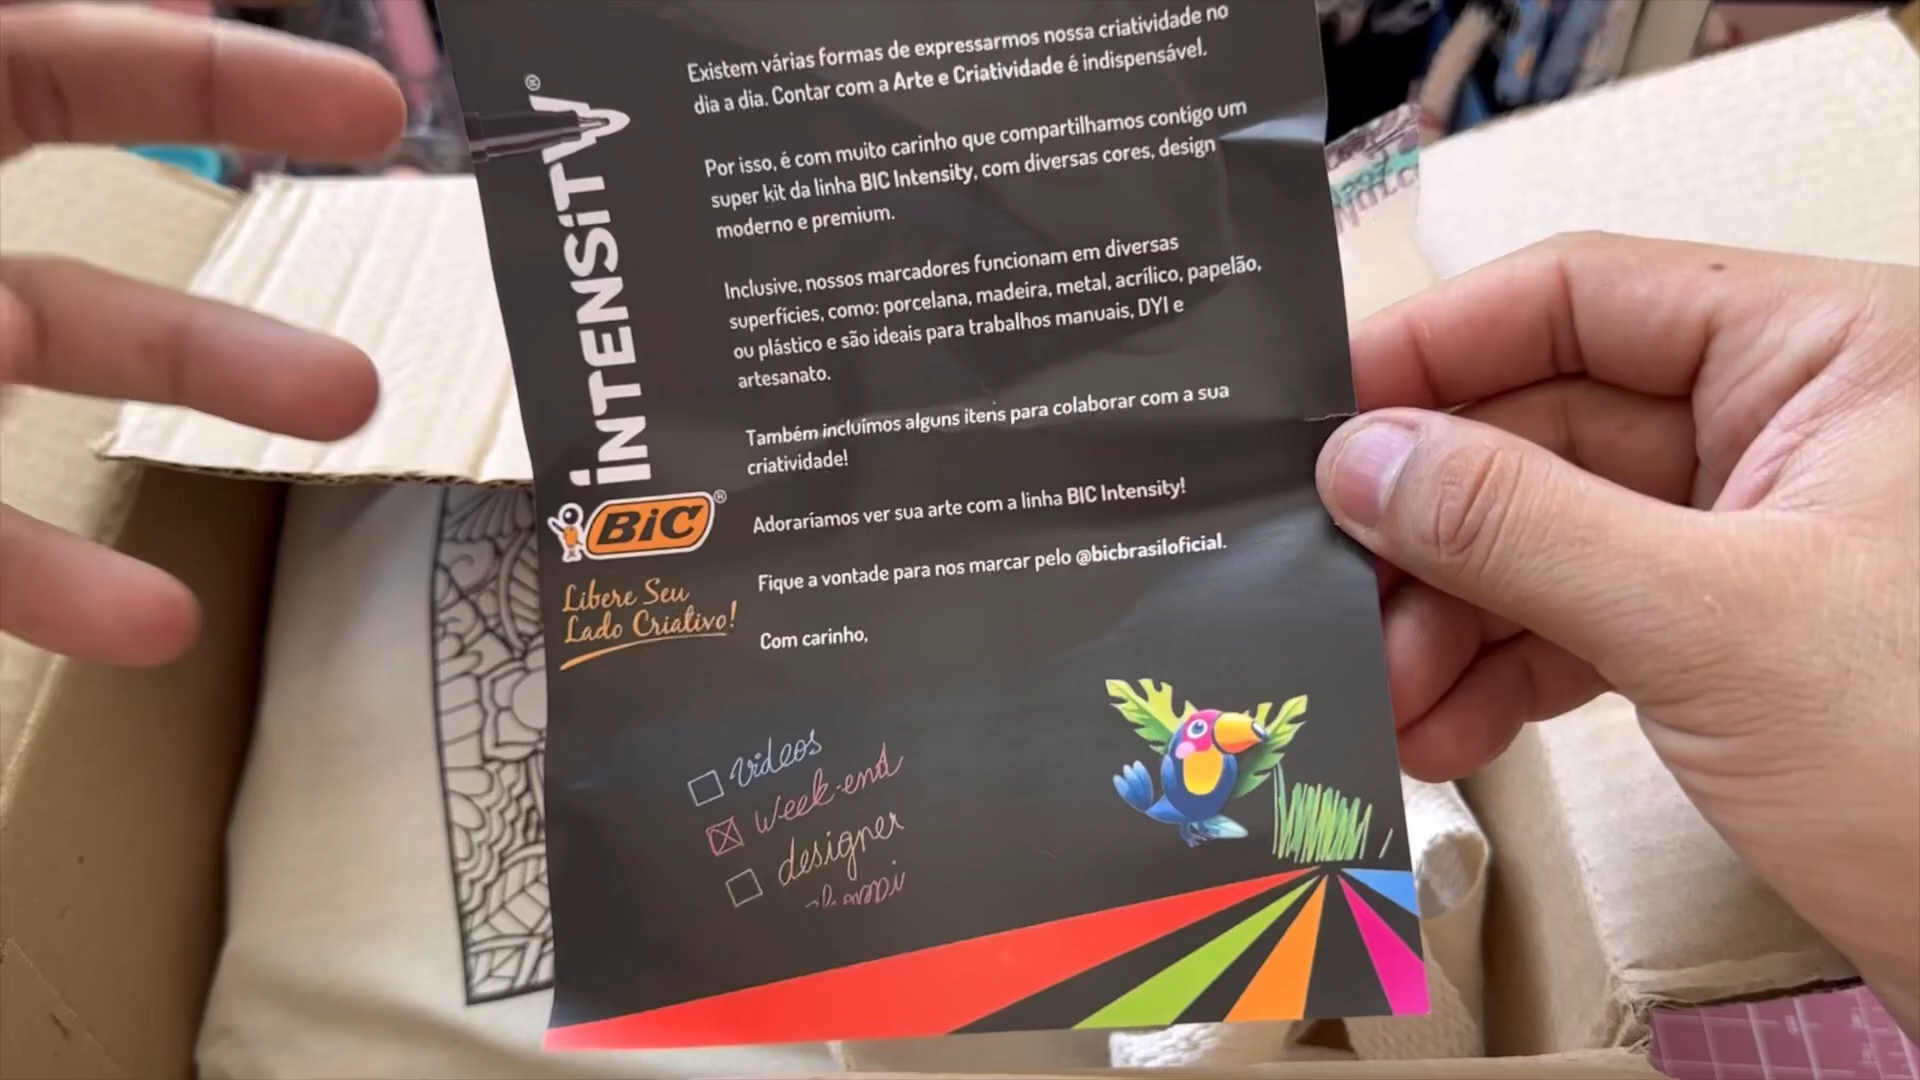 Existem várias formas de expressarmos nossa criatividade no
dia a dia. Contar com a Arte e Criatividade é indispensável.
Por isso, é com muito carinho que compartilhamos contigo um
super kit da linha BIC Intensity, com diversas cores, design
moderno e premium.
Inclusive, nossos marcadores funcionam em diversas
superfícies, como: porcelana, madeira, metal, acrílico, papelão,
ou plástico e são ideais para trabalhos manuais, DYI e
artesanato.
Também incluímos alguns itens para colaborar com a sua
criatividade!
Adoraríamos ver sua arte com a linha BIC Intensity!
Fique a vontade para nos marcar pelo @bicbrasiloficial.
Com carinho,
INTENSITY®
BIC®
Libere Seu
Lado Criativo!
videos
week-end
designer